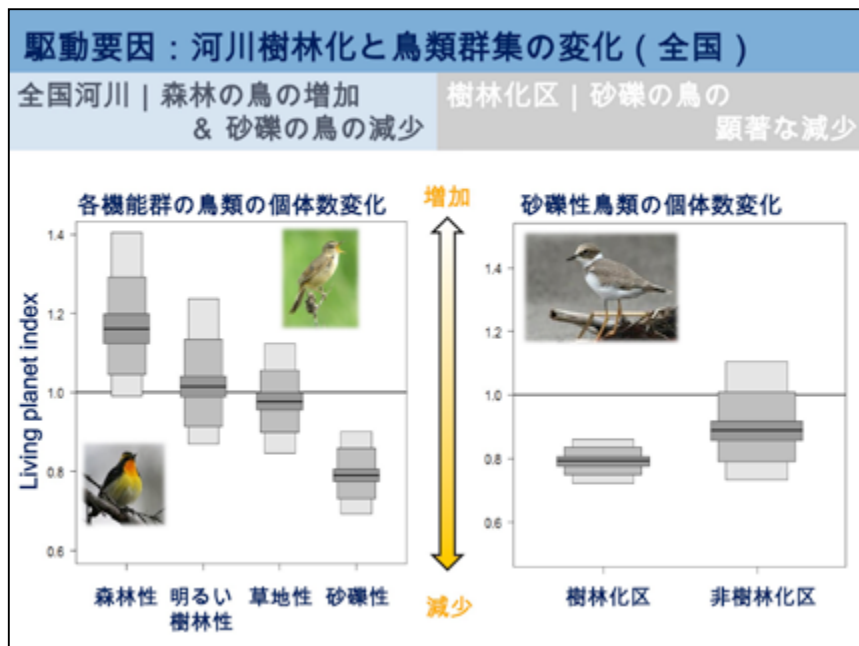 駆動要因：河川樹林化と鳥類群集の変化（全国）
全国河川｜森林の鳥の増加
& 砂礫の鳥の減少
樹林化区｜砂礫の鳥の
顕著な減少
各機能群の鳥類の個体数変化
Living planet index
1.4
1.2
1.0
0.8
0.6
森林性
明るい
樹林性
草地性
砂礫性
増加
減少
砂礫性鳥類の個体数変化
1.4
1.2
1.0
0.8
0.6
樹林化区
非樹林化区